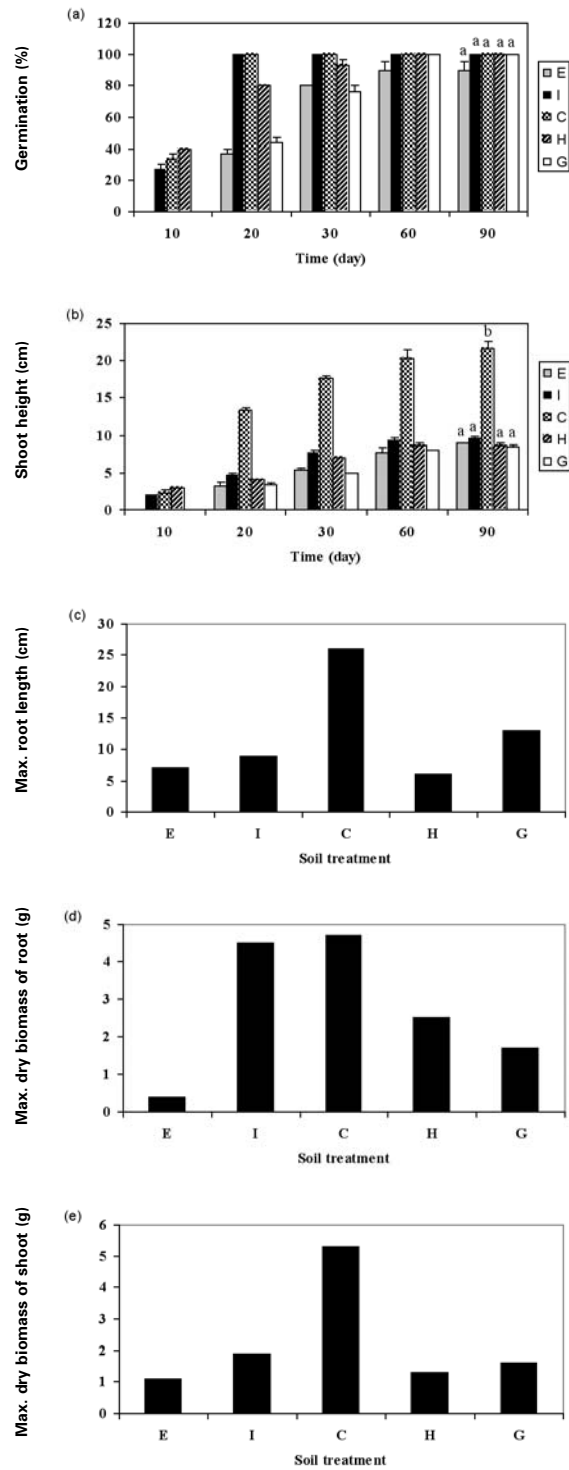 (a)
Germination (%)
120
100
80
60
40
20
0
a a a a a
10 20 30 60 90
Time (day)
E
I
C
H
G
(b)
Shoot height (cm)
25
20
15
10
5
0
b
a a a a
10 20 30 60 90
Time (day)
E
I
C
H
G
(c)
Max. root length (cm)
30
25
20
15
10
5
0
E I C H G
Soil treatment
(d)
Max. dry biomass of root (g)
5
4
3
2
1
0
E I C H G
Soil treatment
(e)
Max. dry biomass of shoot (g)
6
5
4
3
2
1
0
E I C H G
Soil treatment